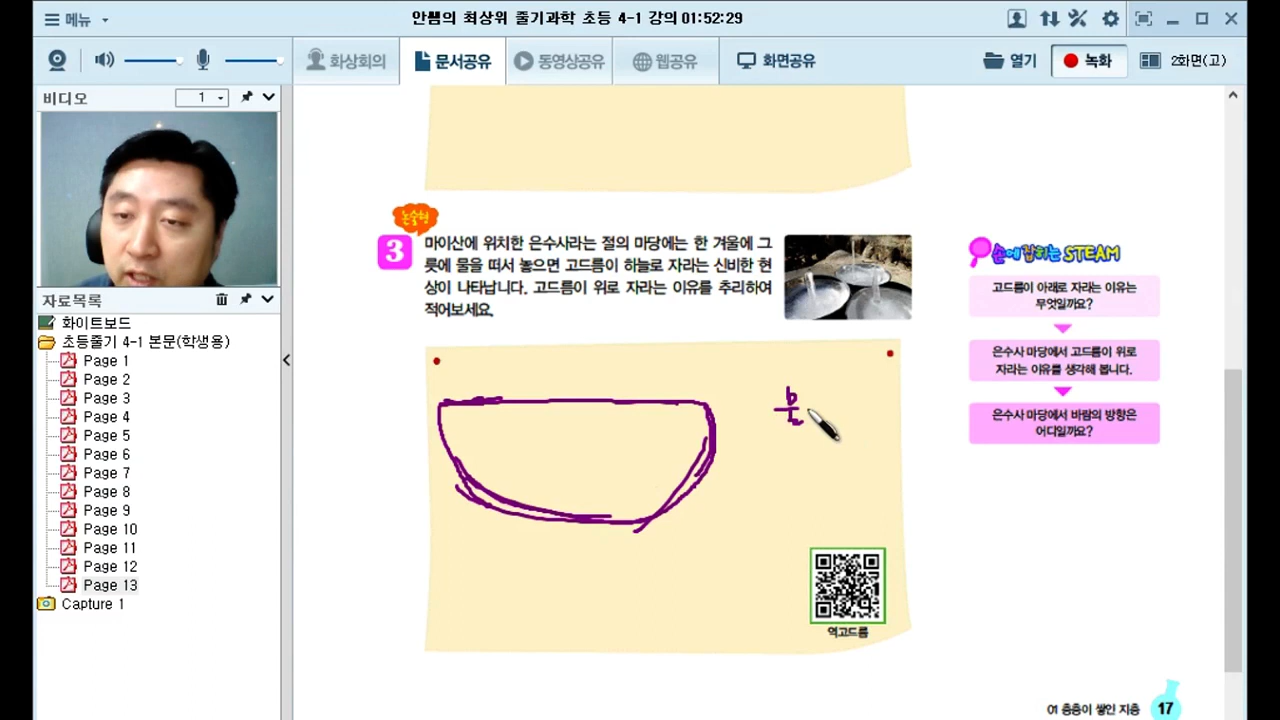 메뉴
안쌤의 최상위 줄기과학 초등 4-1 강의 01:52:29
화상회의
문서공유
동영상공유
웹공유
화면공유
열기
녹화
2화면(고)
비디오
1
자료목록
화이트보드
초등줄기 4-1 본문(학생용)
Page 1
Page 2
Page 3
Page 4
Page 5
Page 6
Page 7
Page 8
Page 9
Page 10
Page 11
Page 12
Page 13
Capture 1
논술형
3
마이산에 위치한 은수사라는 절의 마당에는 한 겨울에 그
릇에 물을 떠서 놓으면 고드름이 하늘로 자라는 신비한 현
상이 나타납니다. 고드름이 위로 자라는 이유를 추리하여
적어보세요.
물
역고드름
손에 잡히는 STEAM
고드름이 아래로 자라는 이유는
무엇일까요?
은수사 마당에서 고드름이 위로
자라는 이유를 생각해 봅니다.
은수사 마당에서 바람의 방향은
어디일까요?
여 층층이 쌓인 지층
17